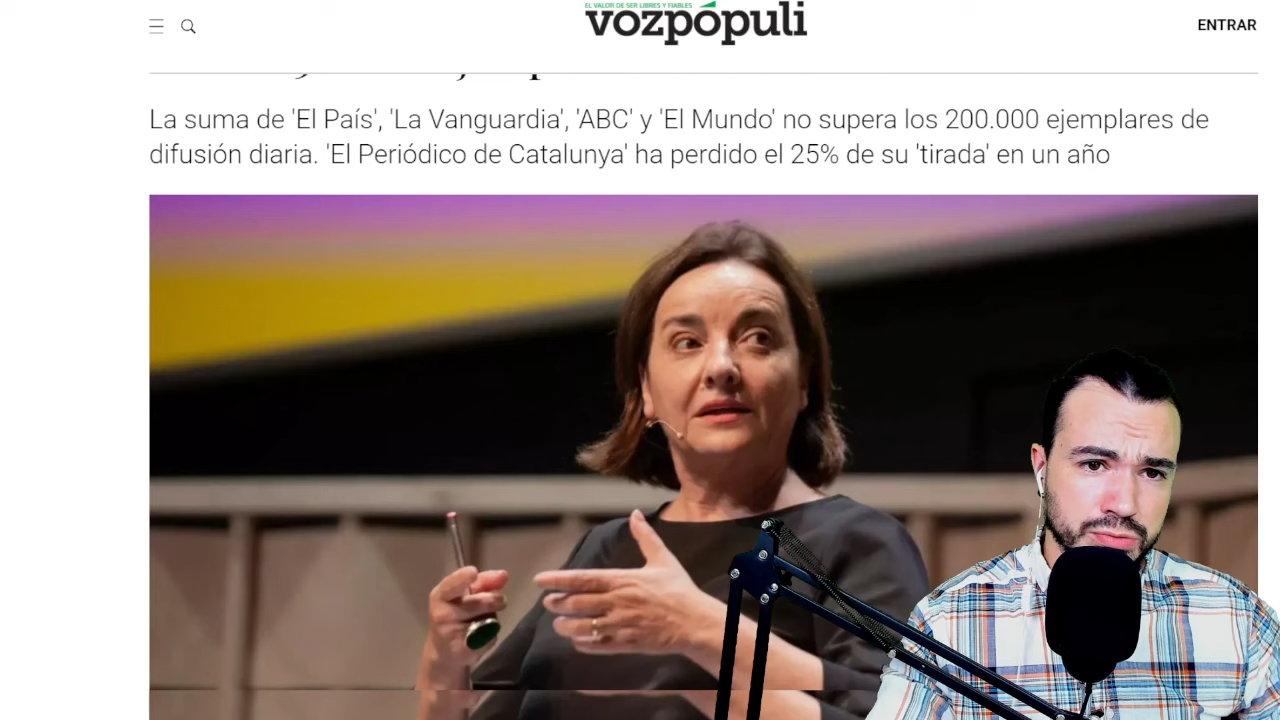 EL VALOR DE SER LIBRES Y FIABLES
vozpópuli
ENTRAR
La suma de 'El País', 'La Vanguardia', 'ABC' y 'El Mundo' no supera los 200.000 ejemplares de
difusión diaria. 'El Periódico de Catalunya' ha perdido el 25% de su 'tirada' en un año